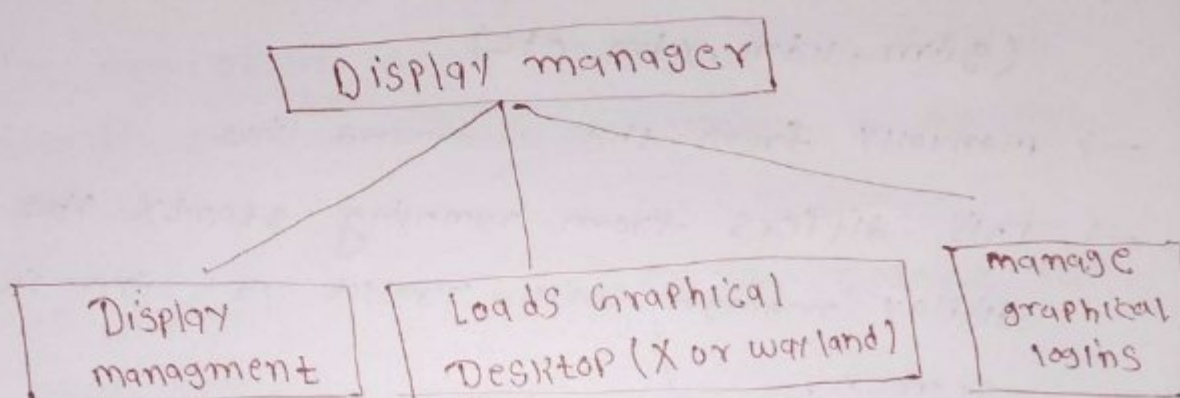 Display manager
Display
managment
Loads Graphical
Desktop (X or wayland)
manage
graphical
logins